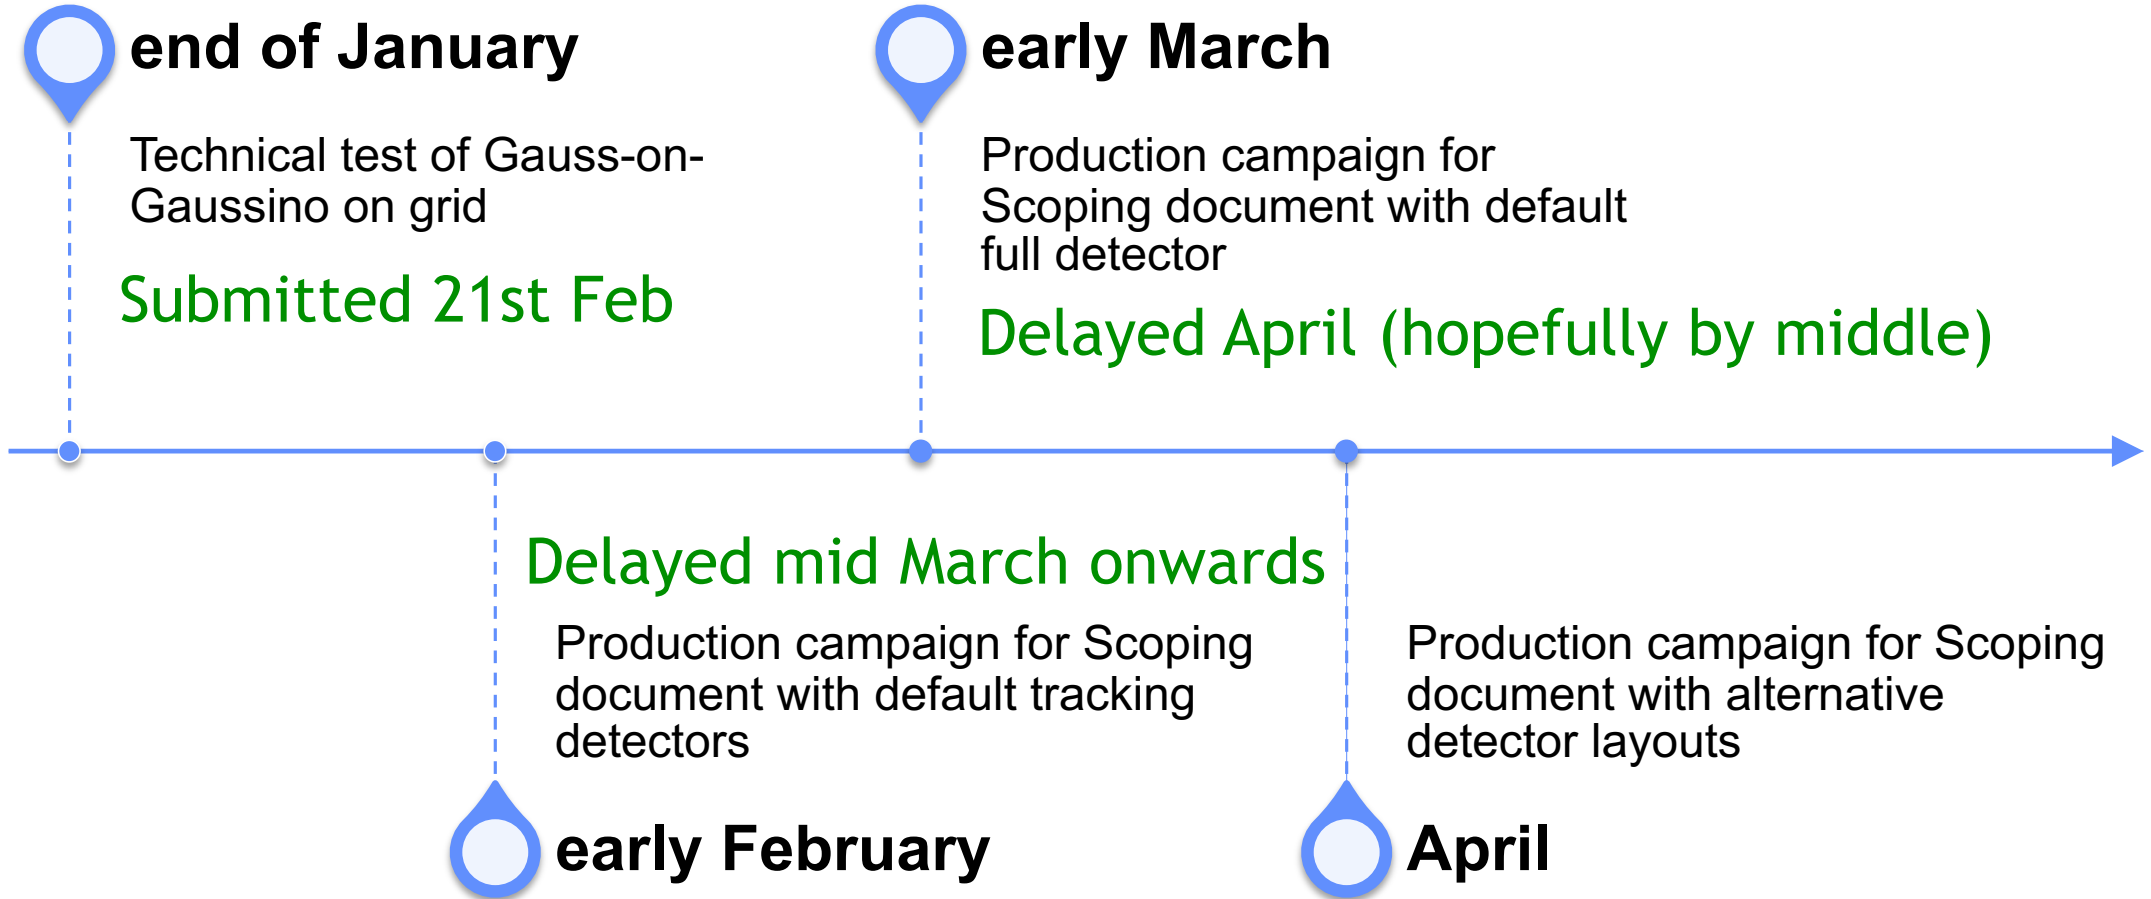 end of January
Technical test of Gauss-on-
Gaussino on grid
Submitted 21st Feb
early March
Production campaign for
Scoping document with default
full detector
Delayed April (hopefully by middle)
Delayed mid March onwards
Production campaign for Scoping
document with default tracking
detectors
early February
Production campaign for Scoping
document with alternative
detector layouts
April